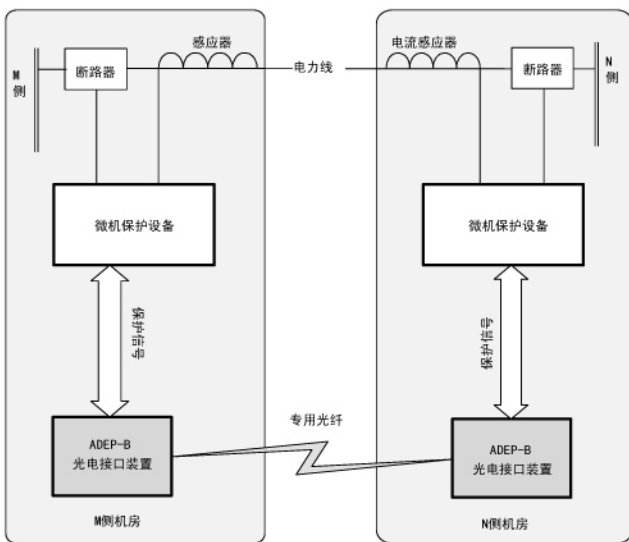 感应器
电流感应器
M
侧
断路器
电力线
断路器
N
侧
微机保护设备
微机保护设备
保护信号
保护信号
专用光纤
ADEP-B
光电接口装置
ADEP-B
光电接口装置
M侧机房
N侧机房